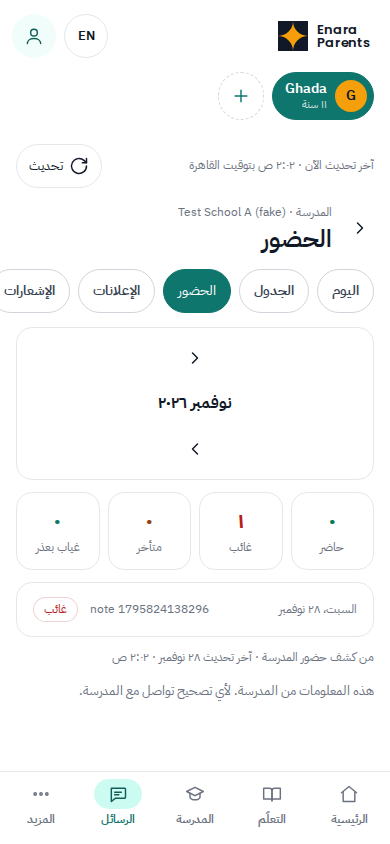 Enara
Parents
EN
G
Ghada
١١ سنة
آخر تحديث الآن · ٢:٠٢ ص بتوقيت القاهرة
تحديث
المدرسة · Test School A (fake)
الحضور
اليوم
الجدول
الحضور
الإعلانات
الإشعارات
نوفمبر ٢٠٢٦
٠
حاضر
١
غائب
٠
متأخر
٠
غياب بعذر
السبت، ٢٨ نوفمبر
note 1795824138296
غائب
من كشف حضور المدرسة · آخر تحديث ٢٨ نوفمبر · ٢:٠٢ ص
هذه المعلومات من المدرسة. لأي تصحيح تواصل مع المدرسة.
الرئيسية
التعلّم
المدرسة
الرسائل
المزيد